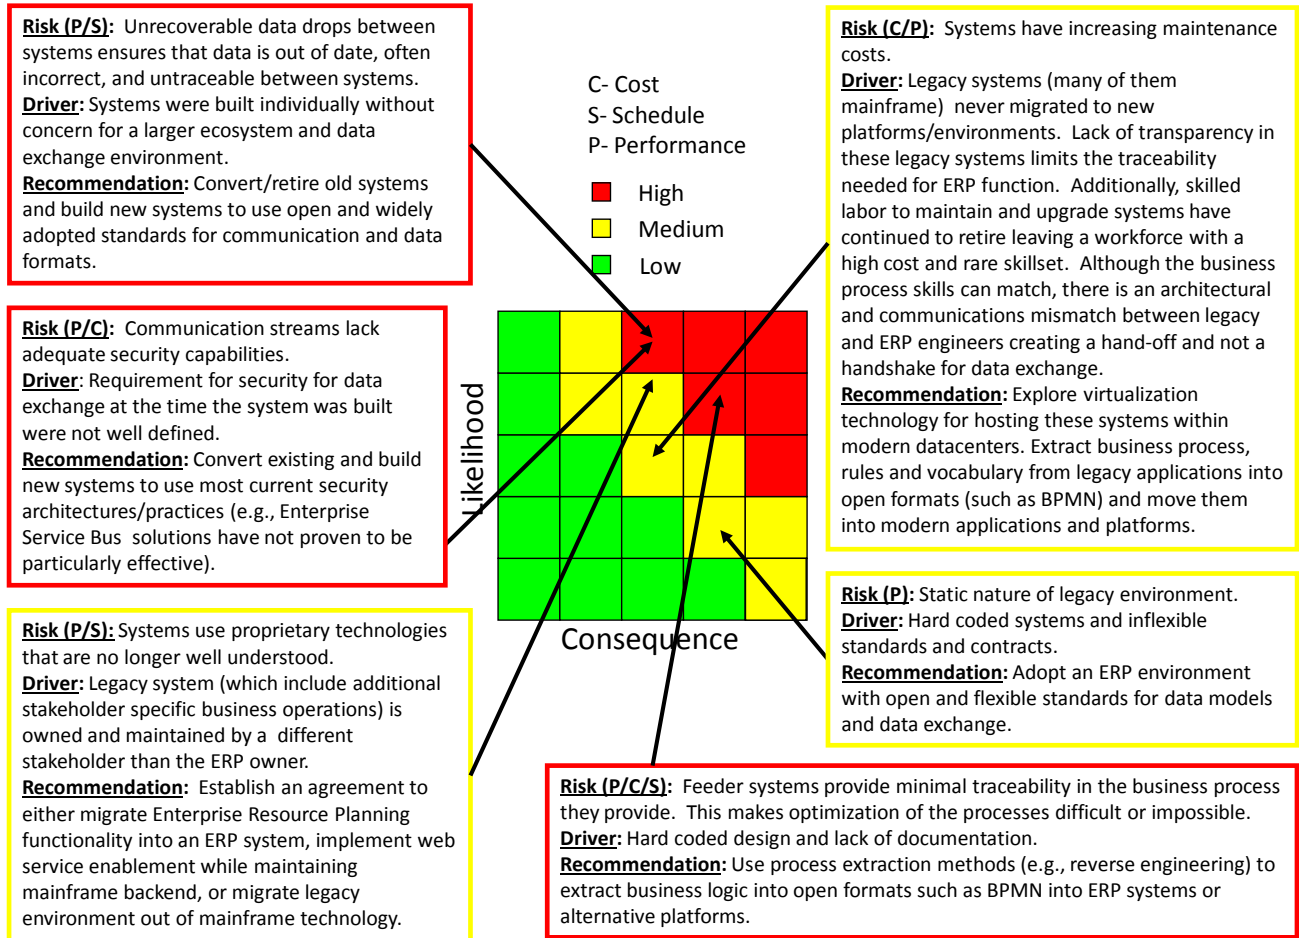 Risk (P/S): Unrecoverable data drops between
systems ensures that data is out of date, often
incorrect, and untraceable between systems.
Driver: Systems were built individually without
concern for a larger ecosystem and data
exchange environment.
Recommendation: Convert/retire old systems
and build new systems to use open and widely
adopted standards for communication and data
formats.
Risk (P/C): Communication streams lack
adequate security capabilities.
Driver: Requirement for security for data
exchange at the time the system was built
were not well defined.
Recommendation: Convert existing and build
new systems to use most current security
architectures/practices (e.g., Enterprise
Service Bus solutions have not proven to be
particularly effective).
Risk (P/S): Systems use proprietary technologies
that are no longer well understood.
Driver: Legacy system (which include additional
stakeholder specific business operations) is
owned and maintained by a different
stakeholder than the ERP owner.
Recommendation: Establish an agreement to
either migrate Enterprise Resource Planning
functionality into an ERP system, implement web
service enablement while maintaining
mainframe backend, or migrate legacy
environment out of mainframe technology.
C- Cost
S- Schedule
P- Performance
High
Medium
Low
Likelihood
Consequence
Risk (C/P): Systems have increasing maintenance
costs.
Driver: Legacy systems (many of them
mainframe) never migrated to new
platforms/environments. Lack of transparency in
these legacy systems limits the traceability
needed for ERP function. Additionally, skilled
labor to maintain and upgrade systems have
continued to retire leaving a workforce with a
high cost and rare skillset. Although the business
process skills can match, there is an architectural
and communications mismatch between legacy
and ERP engineers creating a hand-off and not a
handshake for data exchange.
Recommendation: Explore virtualization
technology for hosting these systems within
modern datacenters. Extract business process,
rules and vocabulary from legacy applications into
open formats (such as BPMN) and move them
into modern applications and platforms.
Risk (P): Static nature of legacy environment.
Driver: Hard coded systems and inflexible
standards and contracts.
Recommendation: Adopt an ERP environment
with open and flexible standards for data models
and data exchange.
Risk (P/C/S): Feeder systems provide minimal traceability in the business process
they provide. This makes optimization of the processes difficult or impossible.
Driver: Hard coded design and lack of documentation.
Recommendation: Use process extraction methods (e.g., reverse engineering) to
extract business logic into open formats such as BPMN into ERP systems or
alternative platforms.